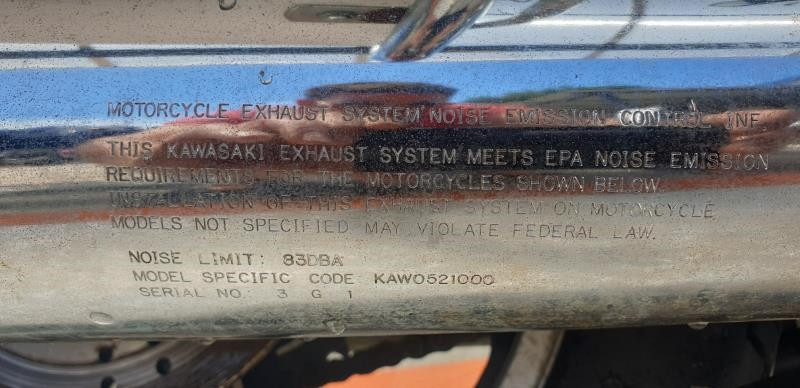 MOTORCYCLE EXHAUST SYSTEM NOISE EMISSION CONTROL INF
THIS KAWASAKI EXHAUST SYSTEM MEETS EPA NOISE EMISSION
REQUIREMENTS FOR THE MOTORCYCLES SHOWN BELOW.
INSTALLATION OF THIS EXHAUST SYSTEM ON MOTORCYCLE
MODELS NOT SPECIFIED MAY VIOLATE FEDERAL LAW.
NOISE LIMIT: 83DBA
MODEL SPECIFIC CODE KAW0521000
SERIAL NO: 3 G 1